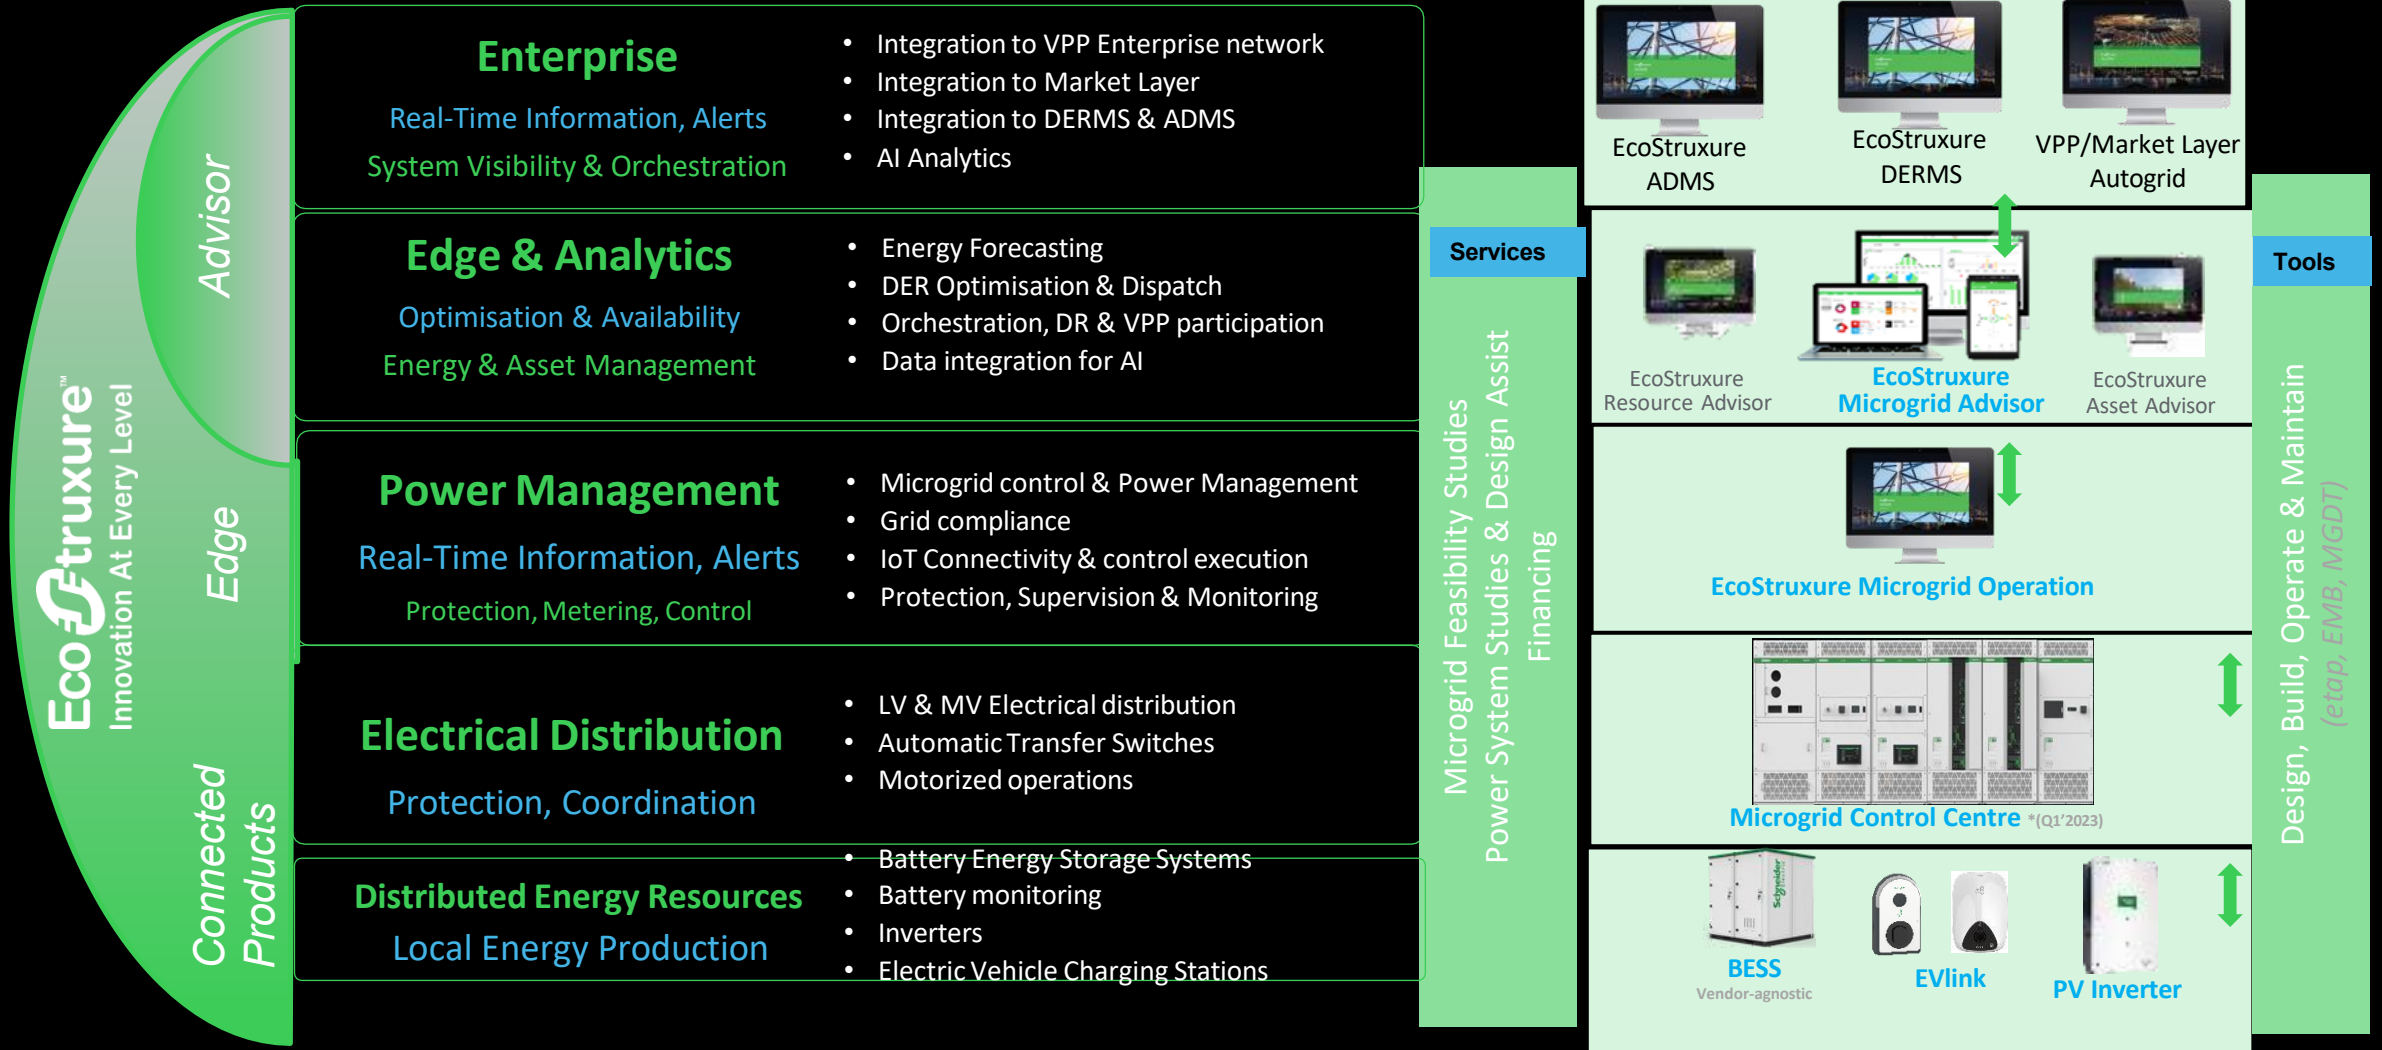 EcoStruxure™
Innovation At Every Level
Advisor
Edge
Connected
Products
Enterprise
Real-Time Information, Alerts
System Visibility & Orchestration
• Integration to VPP Enterprise network
• Integration to Market Layer
• Integration to DERMS & ADMS
• AI Analytics
Edge & Analytics
Optimisation & Availability
Energy & Asset Management
• Energy Forecasting
• DER Optimisation & Dispatch
• Orchestration, DR & VPP participation
• Data integration for AI
Power Management
Real-Time Information, Alerts
Protection, Metering, Control
• Microgrid control & Power Management
• Grid compliance
• IoT Connectivity & control execution
• Protection, Supervision & Monitoring
Electrical Distribution
Protection, Coordination
• LV & MV Electrical distribution
• Automatic Transfer Switches
• Motorized operations
Distributed Energy Resources
Local Energy Production
• Battery Energy Storage Systems
• Battery monitoring
• Inverters
• Electric Vehicle Charging Stations
Services
Microgrid Feasibility Studies
Power System Studies & Design Assist
Financing
EcoStruxure
ADMS
EcoStruxure
DERMS
VPP/Market Layer
Autogrid
EcoStruxure
Resource Advisor
EcoStruxure
Microgrid Advisor
EcoStruxure
Asset Advisor
EcoStruxure Microgrid Operation
Microgrid Control Centre *(Q1'2023)
Schneider
BESS
Vendor-agnostic
EVlink
PV Inverter
Tools
Design, Build, Operate & Maintain
(etap, EMB, MGDT)